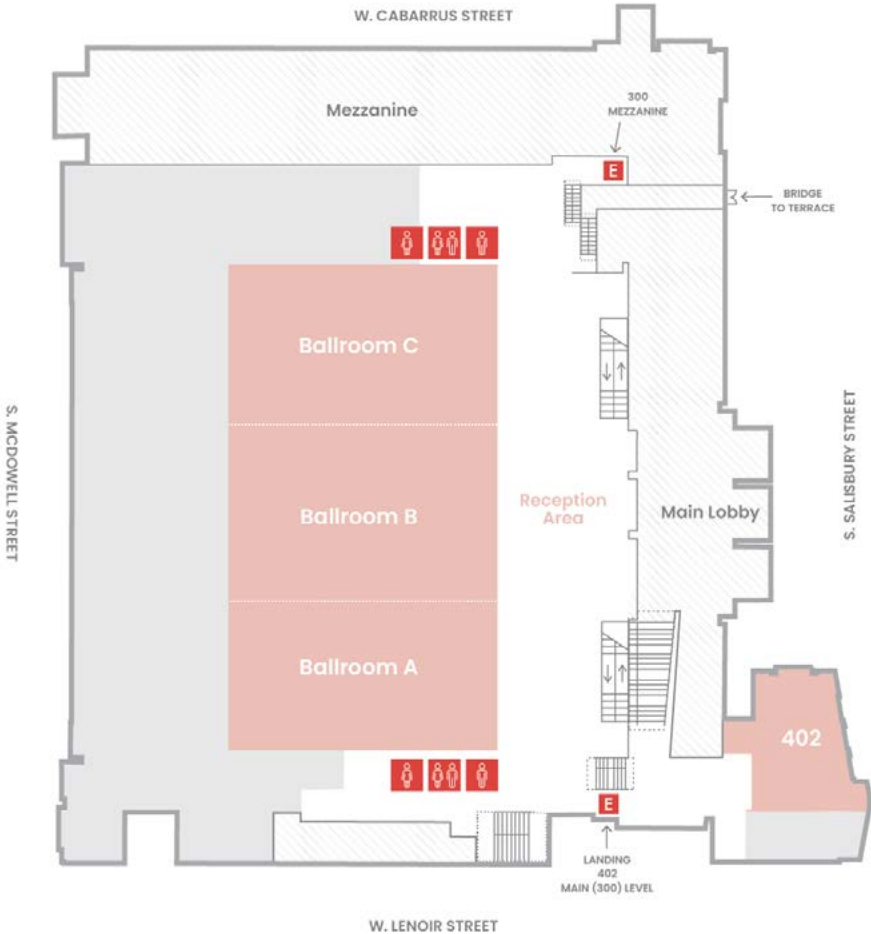 W. CABARRUS STREET
Mezzanine
300
MEZZANINE
E
BRIDGE
TO TERRACE
Ballroom C
S. MCDOWELL STREET
S. SALISBURY STREET
Ballroom B
Reception
Area
Main Lobby
Ballroom A
402
E
LANDING
402
MAIN (300) LEVEL
W. LENOIR STREET